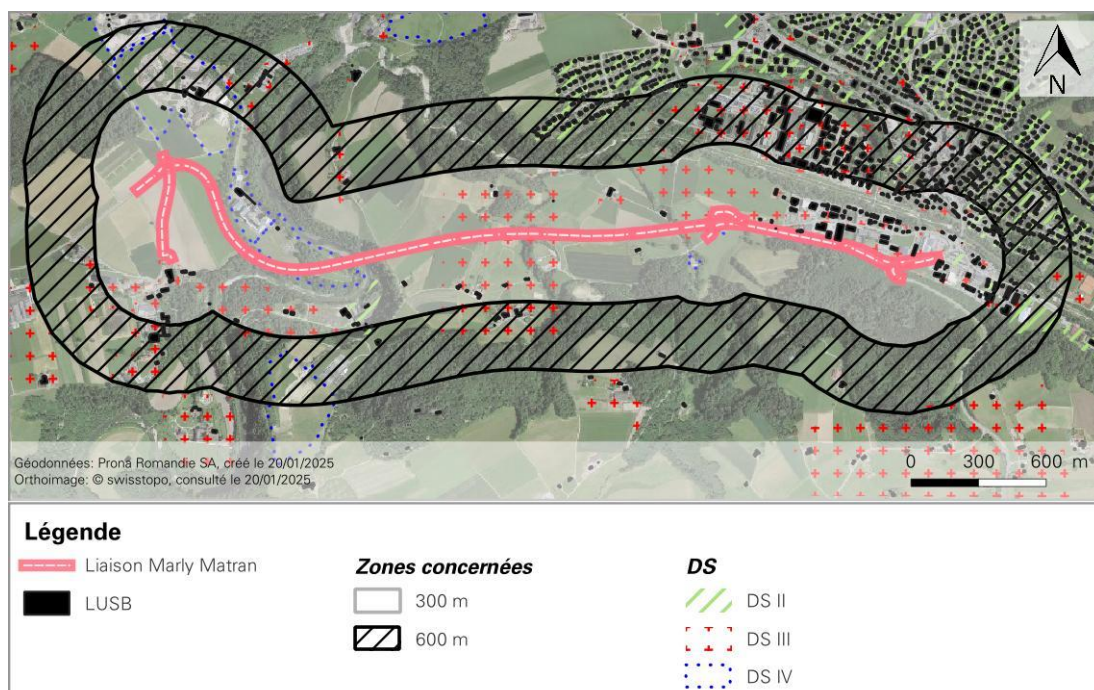 N
Géodonnées: Prona Romandie SA, créé le 20/01/2025
Orthoimage: © swisstopo, consulté le 20/01/2025
0 300 600 m
Légende
Liaison Marly Matran
LUSB
Zones concernées
300 m
600 m
DS
DS II
DS III
DS IV